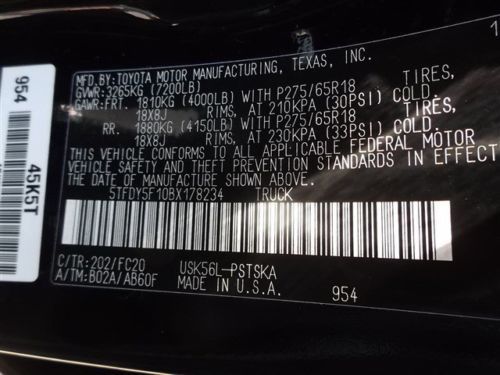 MFD.BY:TOYOTA MOTOR MANUFACTURING, TEXAS, INC.
GVWR:3265KG (7200LB)
GAWR:FRT. 1810KG (4000LB) WITH P275/65R18 TIRES,
18X8J RIMS, AT 210KPA (30PSI) COLD.
RR. 1880KG (4150LB) WITH P275/65R18 TIRES,
18X8J RIMS, AT 230KPA (33PSI) COLD.
THIS VEHICLE CONFORMS TO ALL APPLICABLE FEDERAL MOTOR
VEHICLE SAFETY AND THEFT PREVENTION STANDARDS IN EFFECT
THE DATE OF MANUFACTURE SHOWN ABOVE.
5TFDY5F10BX178234 TRUCK
C/TR:202/FC20 USK56L-PSTSKA
A/TM:B02A/AB60F MADE IN U.S.A. 954
954
45K5T